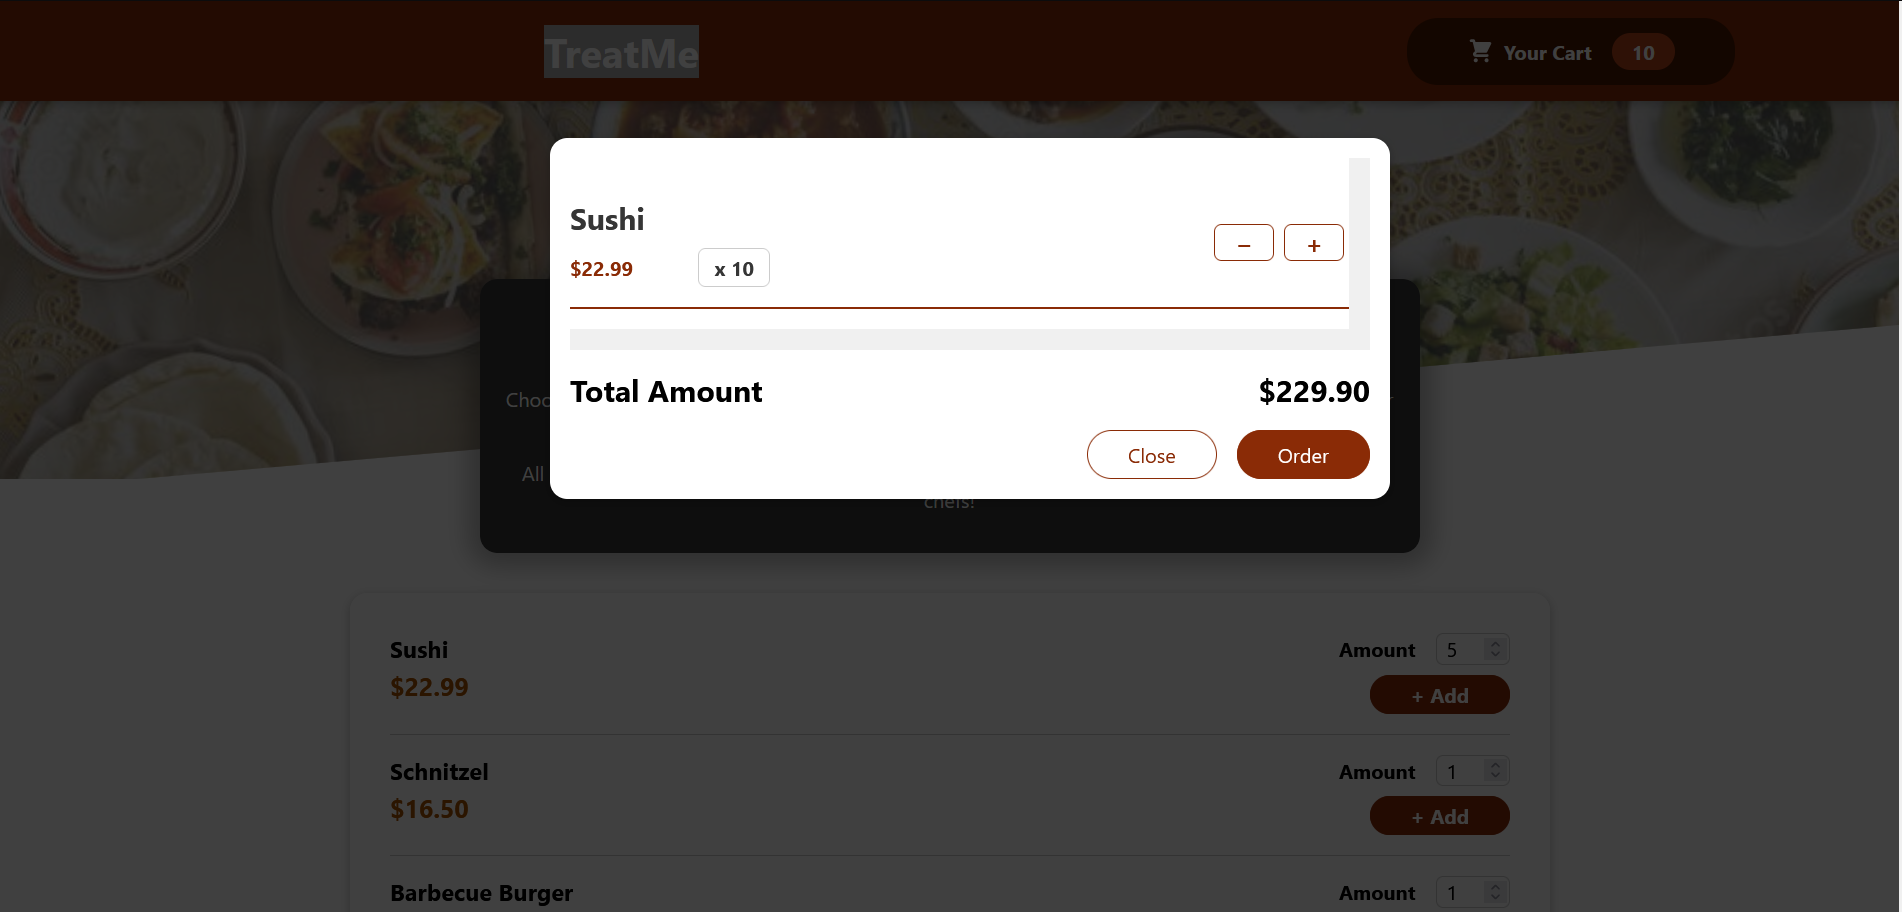 TreatMe
Your Cart 10
Sushi
− +
$22.99 x 10
Total Amount $229.90
Close Order
All
chefs!
Sushi Amount 5
$22.99 + Add
Schnitzel Amount 1
$16.50 + Add
Barbecue Burger Amount 1